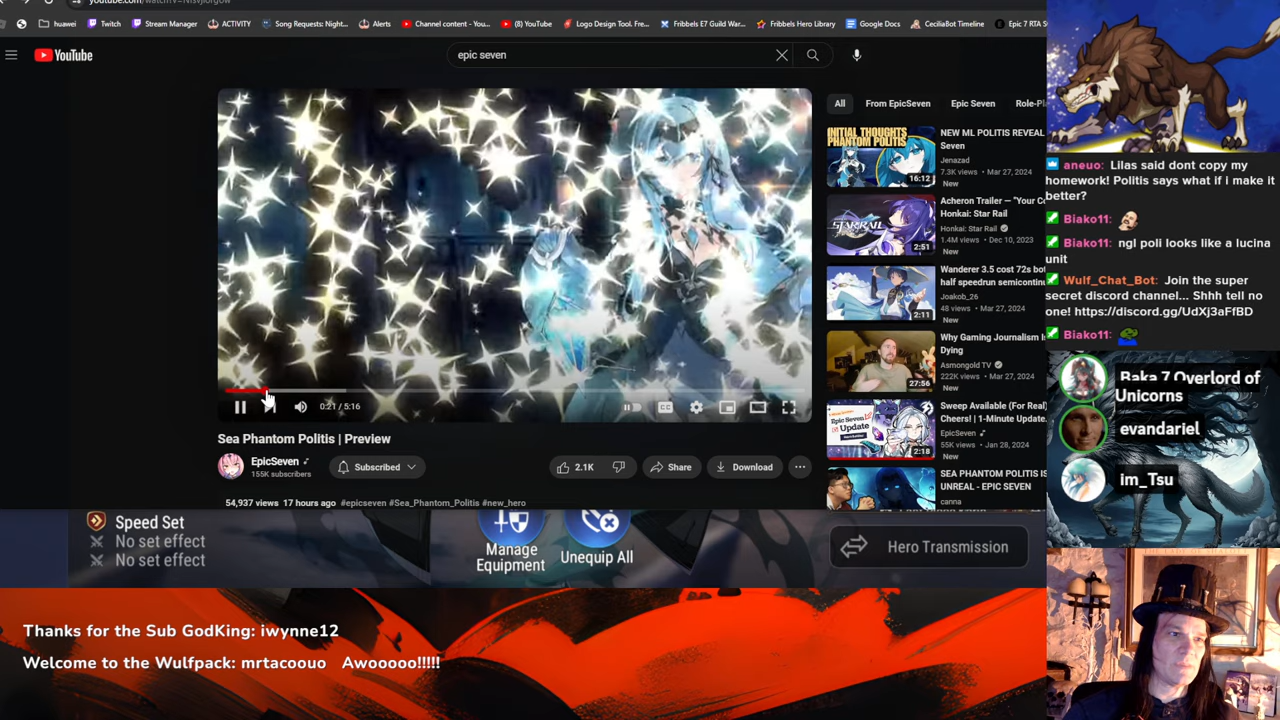 huawei
Twitch
Stream Manager
ACTIVITY
Song Requests: Night...
Alerts
Channel content - You...
(8) YouTube
Logo Design Tool. Fre...
Fribbels E7 Guild War...
Fribbels Hero Library
Google Docs
CeciliaBot Timeline
YouTube
epic seven
All
From EpicSeven
Epic Seven
INITIAL THOUGHTS
PHANTOM POLITIS
16:12
NEW ML POLITIS REVEAL
Seven
Jenazad
7.3K views • Mar 27, 2024
New
2:51
Acheron Trailer — "Your
Honkai: Star Rail
Honkai: Star Rail
1.4M views • Dec 10, 2023
New
2:11
Wanderer 3.5 cost 72s
half speedrun
Joakob_26
48 views • Mar 27, 2024
New
27:56
Why Gaming Journalism
Dying
Asmongold TV
222K views • Mar 27, 2024
New
Epic Seven
Update
2:18
Sweep Available (For Real)
Cheers! | 1-Minute Update.
EpicSeven
55K views • Jan 28, 2024
New
SEA PHANTOM POLITIS
UNREAL - EPIC SEVEN
canna
0:21 / 5:16
CC
Sea Phantom Politis | Preview
EpicSeven
155K subscribers
Subscribed
2.1K
Share
Download
54,937 views 17 hours ago #epicseven #Sea_Phantom_Politis #new_hero
Speed Set
No set effect
No set effect
Manage
Equipment
Unequip All
Hero Transmission
Thanks for the Sub GodKing: iwynne12
Welcome to the Wulfpack: mrtacoouo Awooooo!!!!!
aneuo: Lilas said dont copy my
homework! Politis says what if i make it
better?
Biako11:
Biako11: ngl poli looks like a lucina
unit
Wulf_Chat_Bot: Join the super
secret discord channel... Shhh tell no
one! https://discord.gg/UdXj3aFfBD
Biako11:
Baka 7 Overlord of
Unicorns
evandariel
im_Tsu